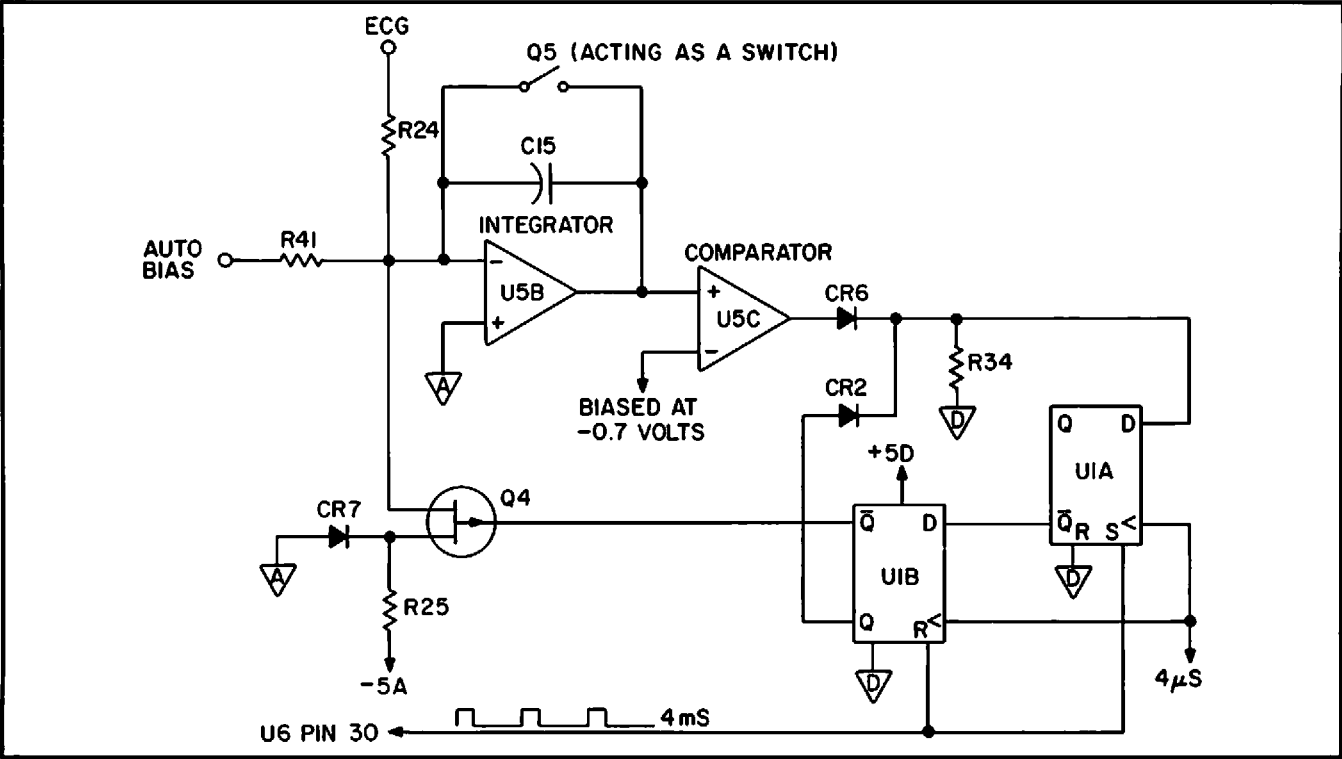 ECG
Q5 (ACTING AS A SWITCH)
R24
C15
INTEGRATOR
AUTO
BIAS
R41
−
U5B
+
A
COMPARATOR
+
U5C
−
CR6
BIASED AT
-0.7 VOLTS
CR2
R34
D
+5D
Q D
U1A
Q̅ R S <
D
CR7
Q4
A
R25
-5A
Q̅ D
U1B
Q R <
D
4µS
U6 PIN 30
4mS